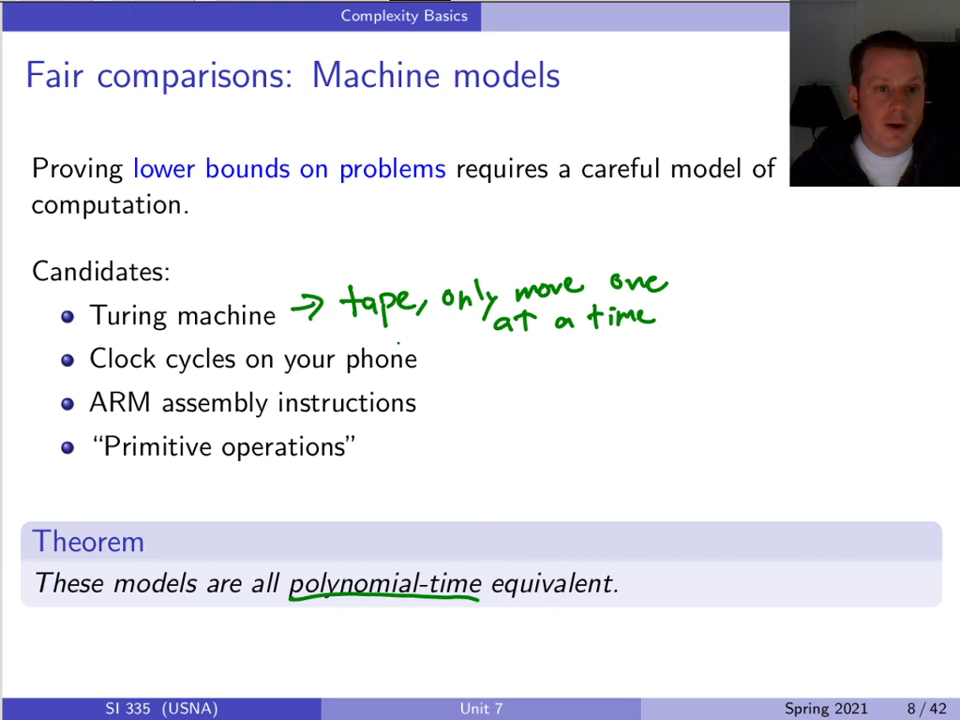 Complexity Basics
Fair comparisons: Machine models
Proving lower bounds on problems requires a careful model of
computation.
Candidates:
Turing machine → tape, only move one
at a time
Clock cycles on your phone
ARM assembly instructions
“Primitive operations”
Theorem
These models are all polynomial-time equivalent.
SI 335 (USNA) Unit 7 Spring 2021 8 / 42